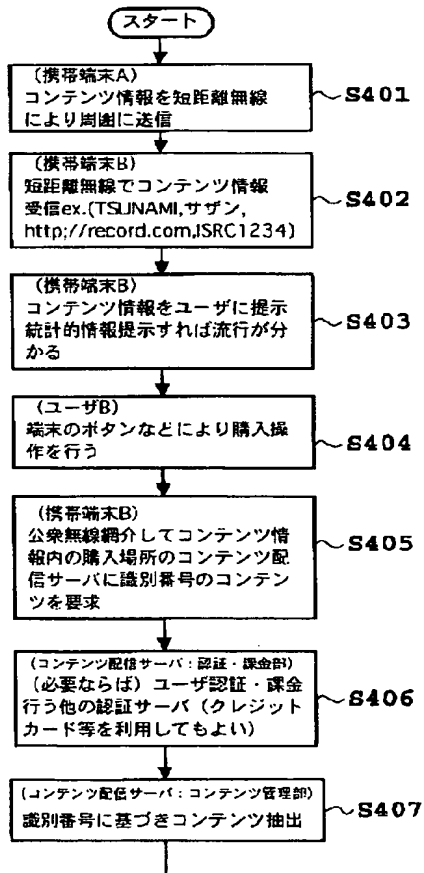 スタート
(携帯端末A)
コンテンツ情報を短距離無線
により周囲に送信
S401
(携帯端末B)
短距離無線でコンテンツ情報
受信ex.(TSUNAMI,サザン,
http;//record.com,ISRC1234)
S402
(携帯端末B)
コンテンツ情報をユーザに提示
統計的情報提示すれば流行が分
かる
S403
(ユーザB)
端末のボタンなどにより購入操
作を行う
S404
(携帯端末B)
公衆無線網介してコンテンツ情
報内の購入場所のコンテンツ配
信サーバに識別番号のコンテン
ツを要求
S405
(コンテンツ配信サーバ:認証・課金部)
(必要ならば)ユーザ認証・課金
行う他の認証サーバ(クレジット
カード等を利用してもよい)
S406
(コンテンツ配信サーバ:コンテンツ管理部)
識別番号に基づきコンテンツ抽出
S407